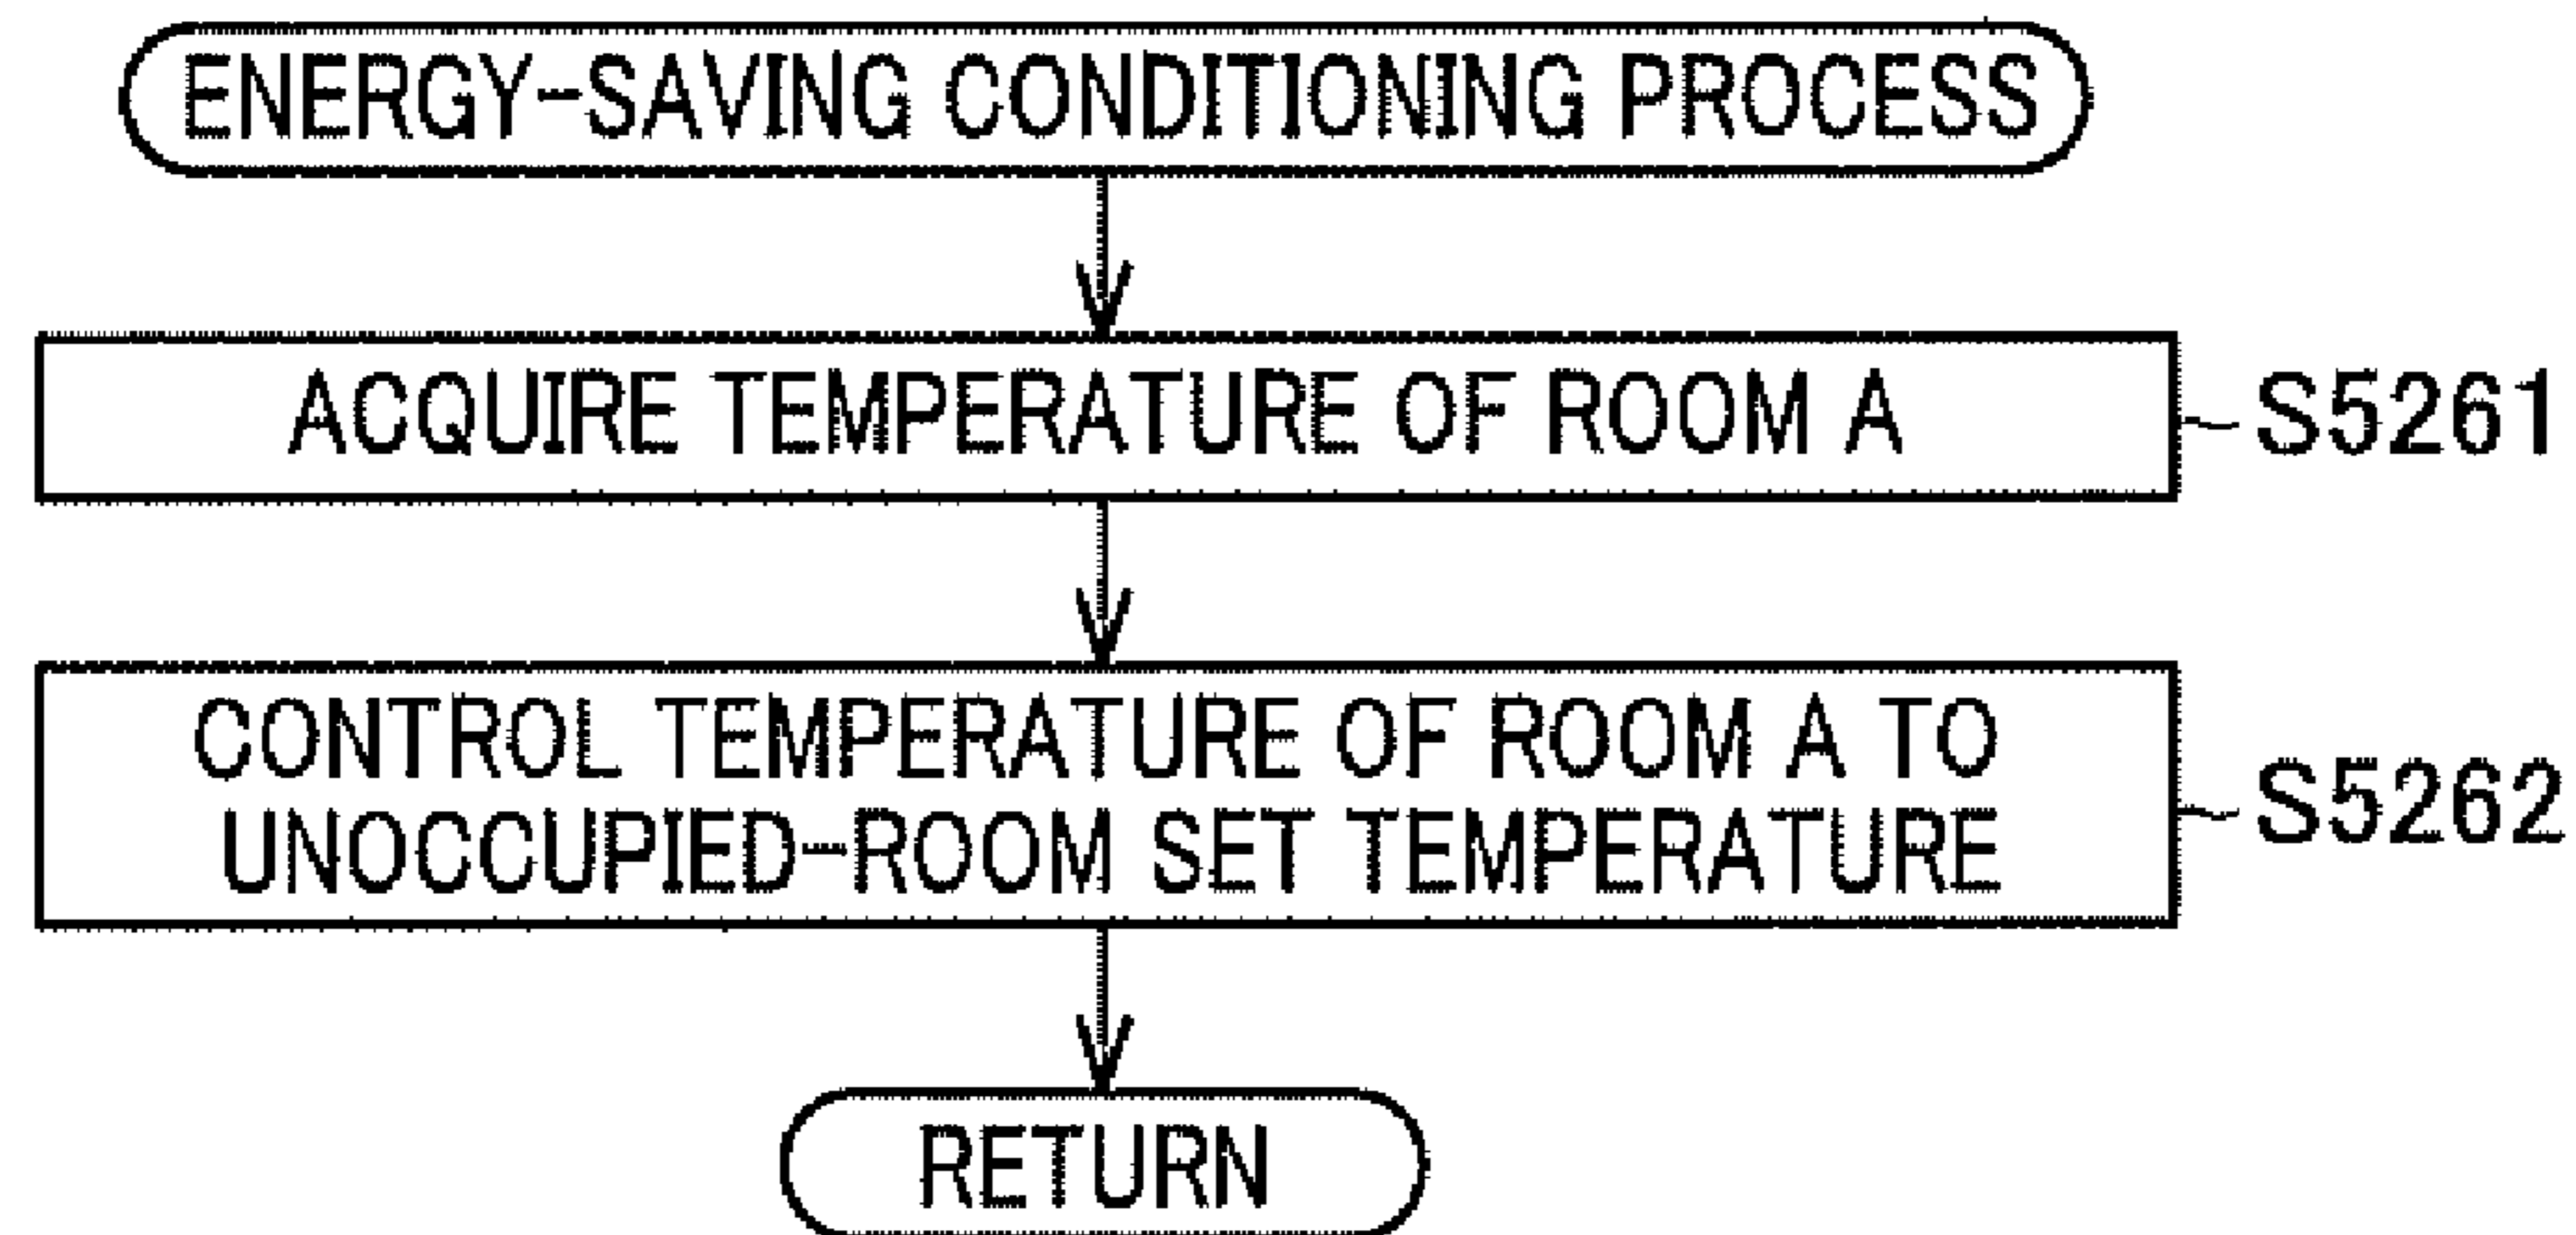 ENERGY-SAVING CONDITIONING PROCESS
ACQUIRE TEMPERATURE OF ROOM A
S5261
CONTROL TEMPERATURE OF ROOM A TO
UNOCCUPIED-ROOM SET TEMPERATURE
S5262
RETURN